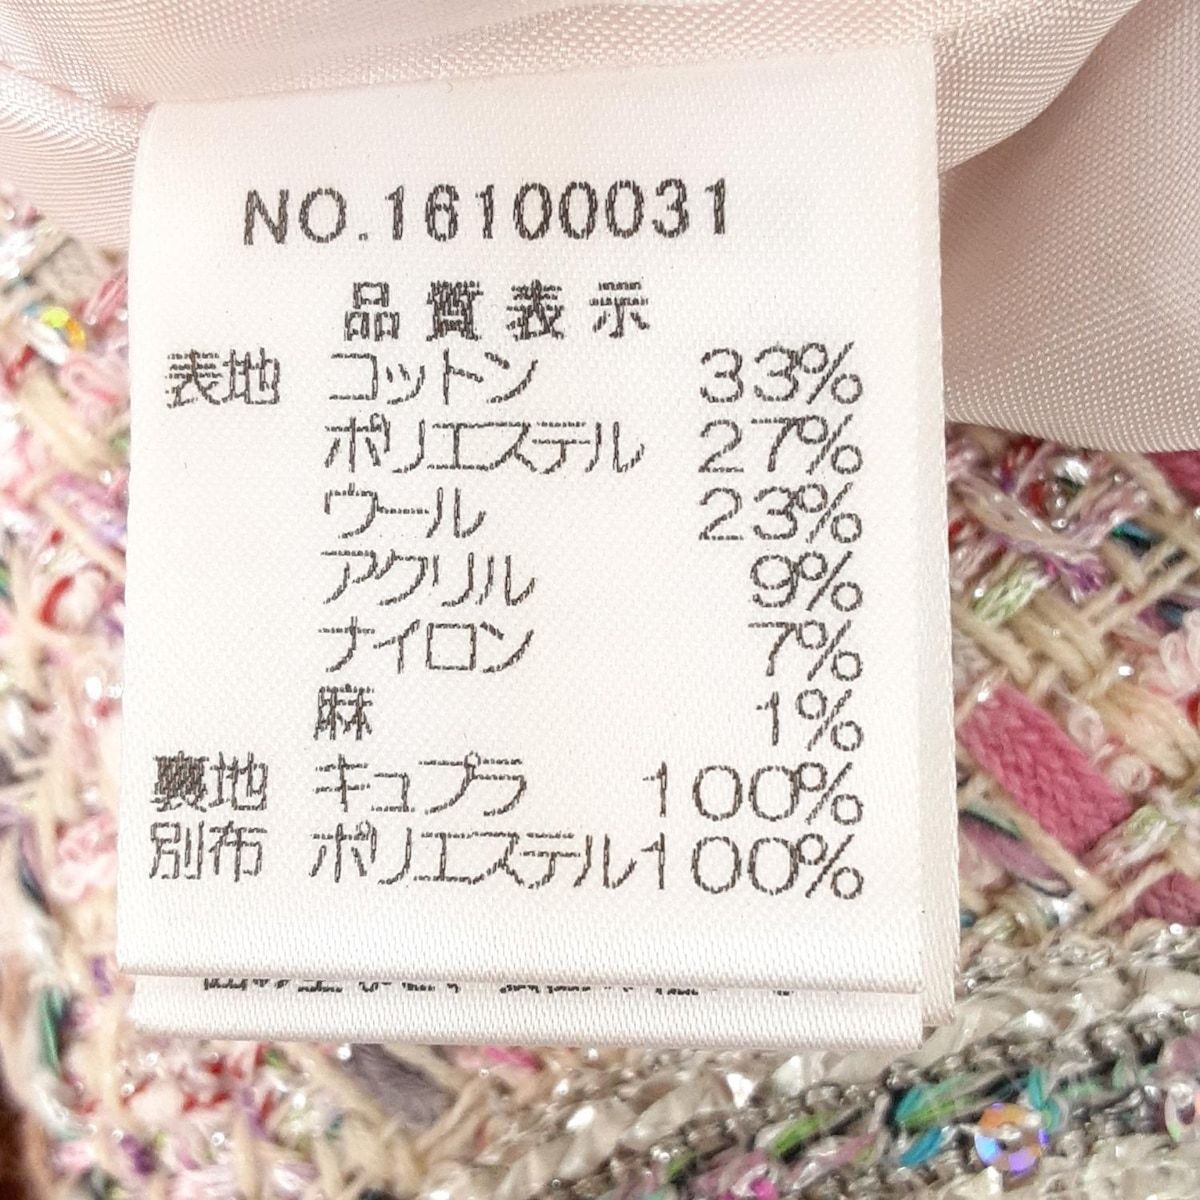 NO.16100031
品質表示
表地 コットン 33%
ポリエステル 27%
ウール 23%
アクリル 9%
ナイロン 7%
麻 1%
裏地 キュプラ 100%
別布 ポリエステル100%